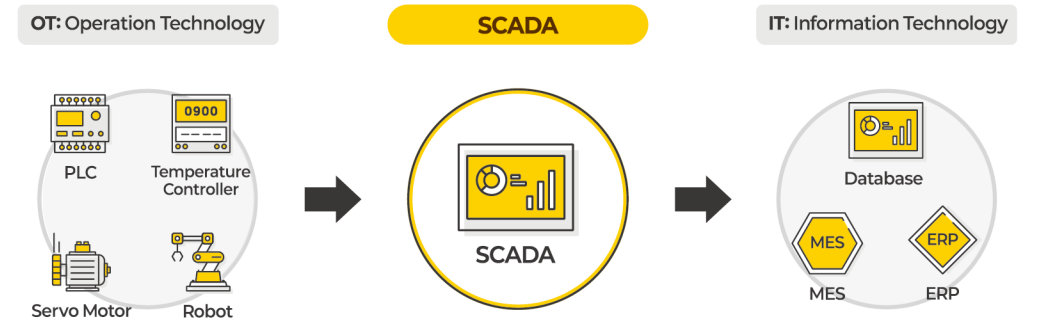 OT: Operation Technology
SCADA
IT: Information Technology
0900
PLC
Temperature
Controller
Servo Motor
Robot
SCADA
Database
MES
ERP
MES
ERP